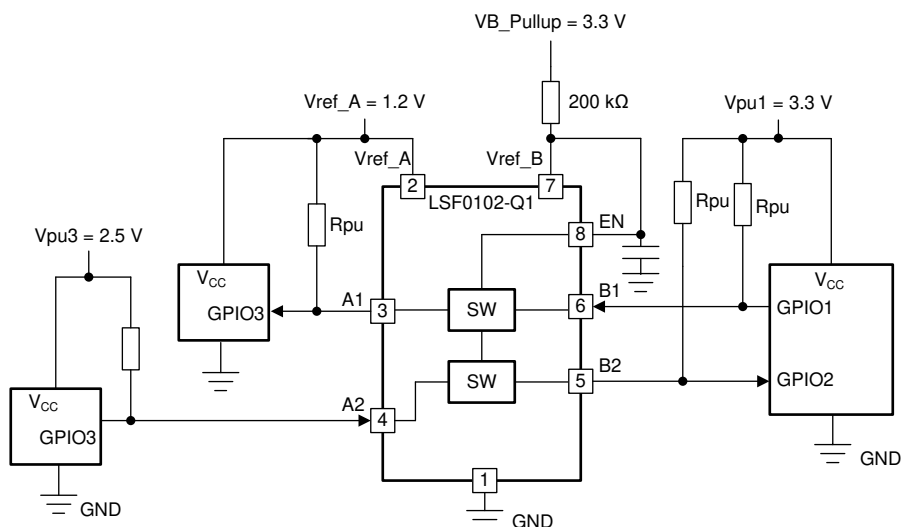 VB_Pullup = 3.3 V
200 kΩ
Vref_A = 1.2 V
Vpu1 = 3.3 V
Vref_A
Vref_B
2
7
LSF0102-Q1
Rpu
Rpu
Rpu
EN
8
Vpu3 = 2.5 V
VCC
GPIO3
A1
3
SW
B1
6
VCC
GPIO1
SW
B2
5
GPIO2
VCC
GPIO3
A2
4
1
GND
GND
GND